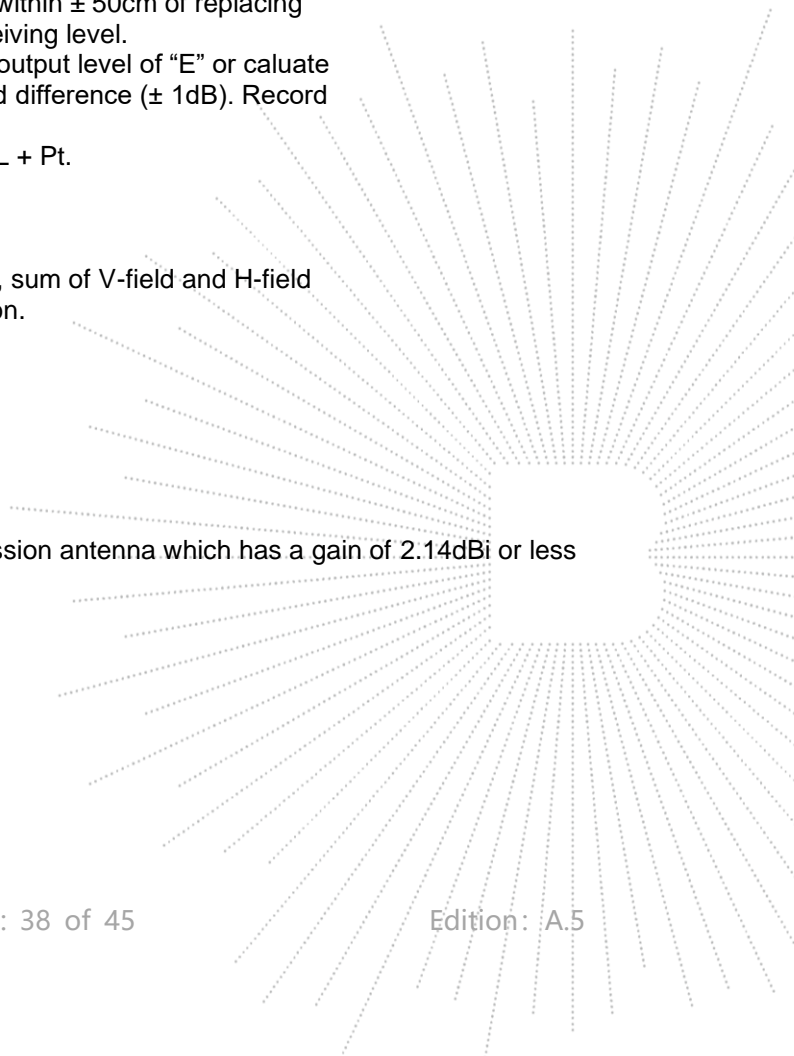 within ± 50cm of replacing
eiving level.
output level of “E” or caluate
d difference (± 1dB). Record
L + Pt.
, sum of V-field and H-field
on.
ssion antenna which has a gain of 2.14dBi or less
: 38 of 45
Edition: A.5